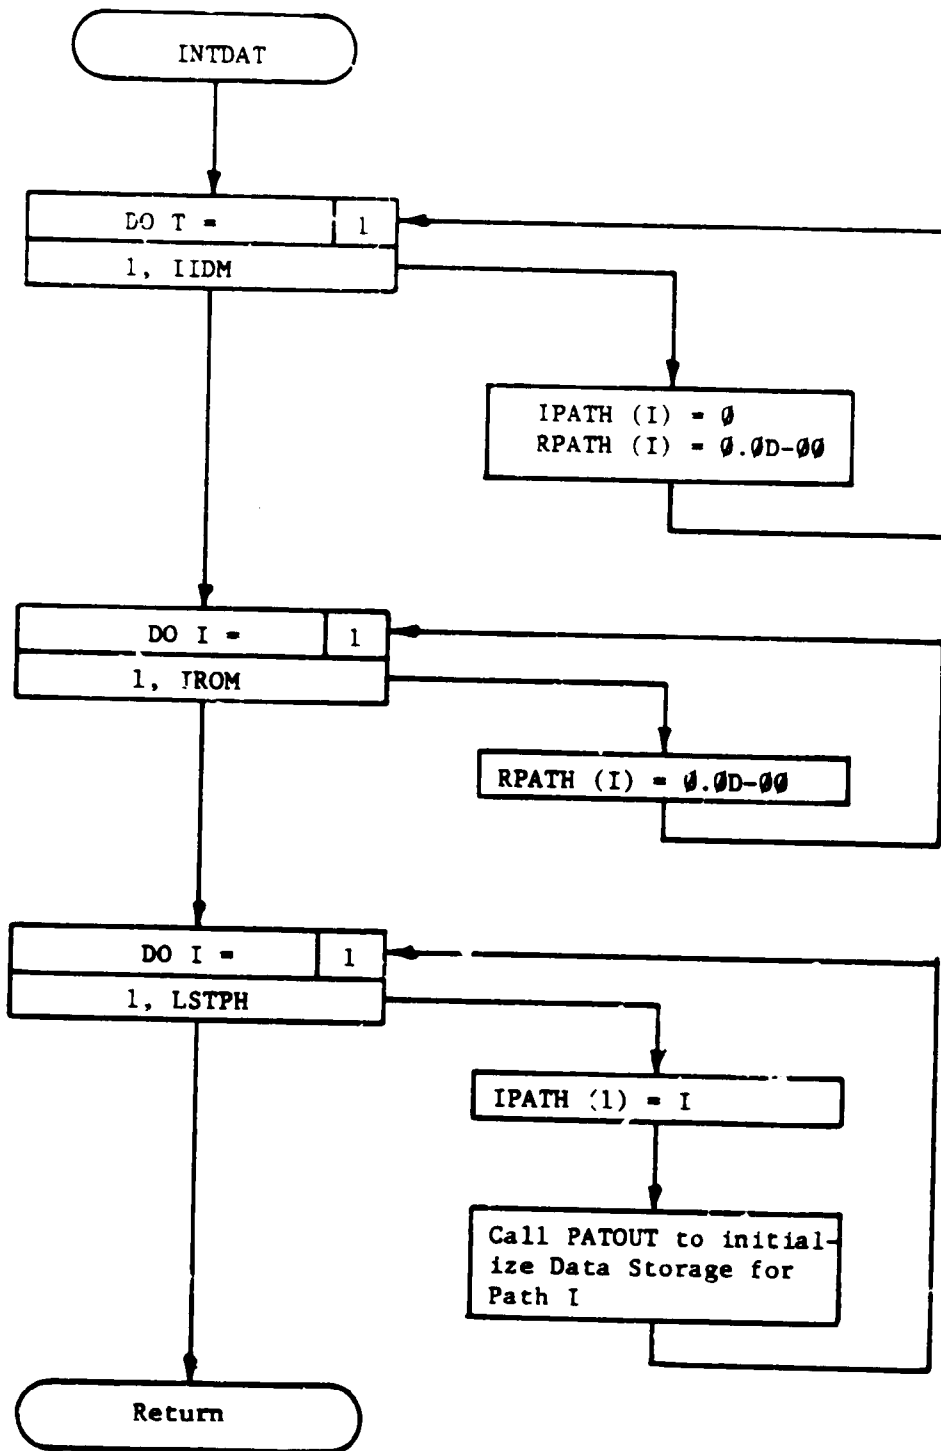 INTDAT
DO T =
1
1, IIDM
IPATH (I) = Ø
RPATH (I) = Ø.ØD-ØØ
DO I =
1
1, IROM
RPATH (I) = Ø.ØD-ØØ
DO I =
1
1, LSTPH
IPATH (1) = I
Call PATOUT to initial-
ize Data Storage for
Path I
Return